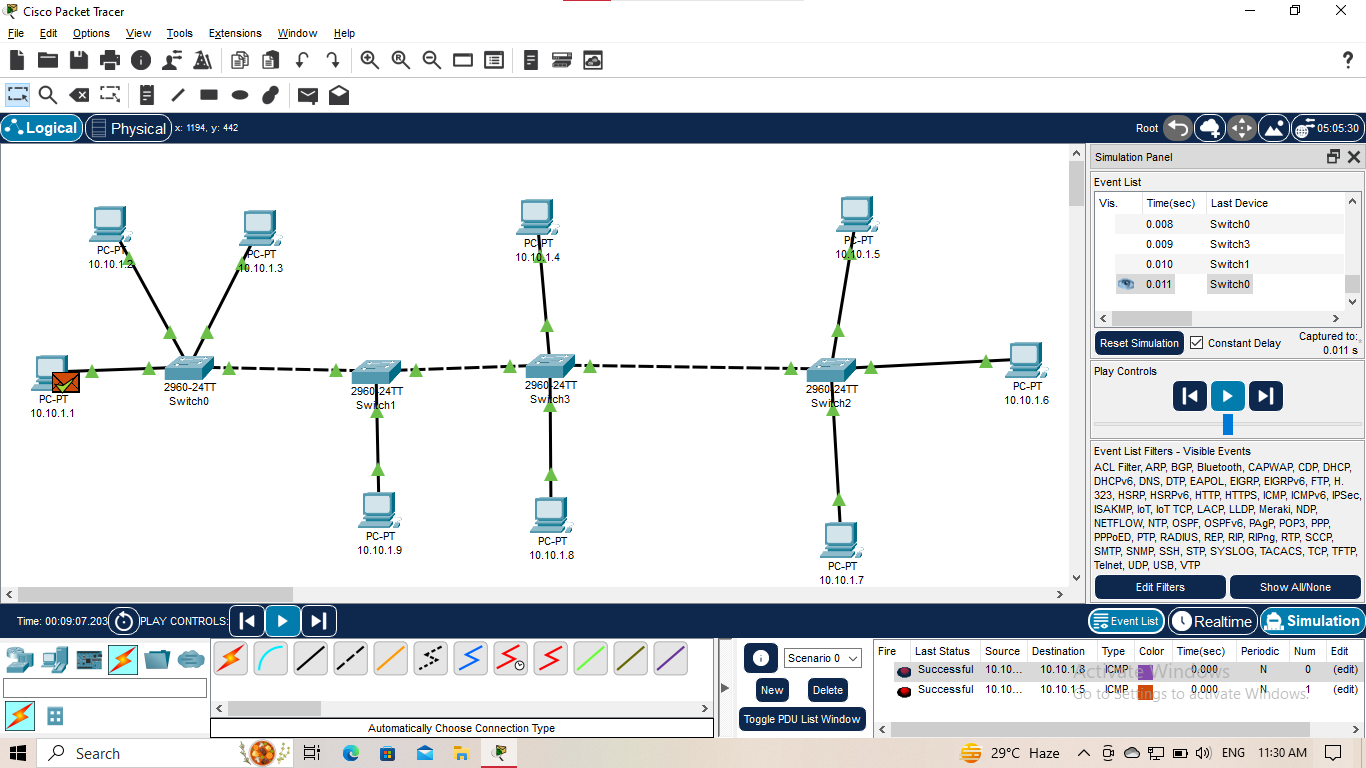 Cisco Packet Tracer
File Edit Options View Tools Extensions Window Help
?
Logical Physical x: 1194, y: 442 Root 05:05:30
Simulation Panel
Event List
Vis. Time(sec) Last Device
0.008 Switch0
0.009 Switch3
0.010 Switch1
0.011 Switch0
Reset Simulation Constant Delay Captured to:
0.011 s
Play Controls
Event List Filters - Visible Events
ACL Filter, ARP, BGP, Bluetooth, CAPWAP, CDP, DHCP,
DHCPv6, DNS, DTP, EAPOL, EIGRP, EIGRPv6, FTP, H.
323, HSRP, HSRPv6, HTTP, HTTPS, ICMP, ICMPv6, IPSec,
ISAKMP, IoT, IoT TCP, LACP, LLDP, Meraki, NDP,
NETFLOW, NTP, OSPF, OSPFv6, PAgP, POP3, PPP,
PPPoED, PTP, RADIUS, REP, RIP, RIPng, RTP, SCCP,
SMTP, SNMP, SSH, STP, SYSLOG, TACACS, TCP, TFTP,
Telnet, UDP, USB, VTP
Edit Filters Show All/None
PC-PT
10.10.1.2
PC-PT
10.10.1.3
PC-PT
10.10.1.4
PC-PT
10.10.1.5
PC-PT
10.10.1.1
2960-24TT
Switch0
2960-24TT
Switch1
2960-24TT
Switch3
2960-24TT
Switch2
PC-PT
10.10.1.6
PC-PT
10.10.1.9
PC-PT
10.10.1.8
PC-PT
10.10.1.7
Time: 00:09:07.203 PLAY CONTROLS: Event List Realtime Simulation
Automatically Choose Connection Type
Scenario 0
New Delete
Toggle PDU List Window
Fire Last Status Source Destination Type Color Time(sec) Periodic Num Edit
Successful 10.10... 10.10.1.8 ICMP 0.000 N 0 (edit)
Successful 10.10... 10.10.1.5 ICMP 0.000 N 1 (edit)
Activate Windows
Go to Settings to activate Windows.
Search 29°C Haze ENG 11:30 AM